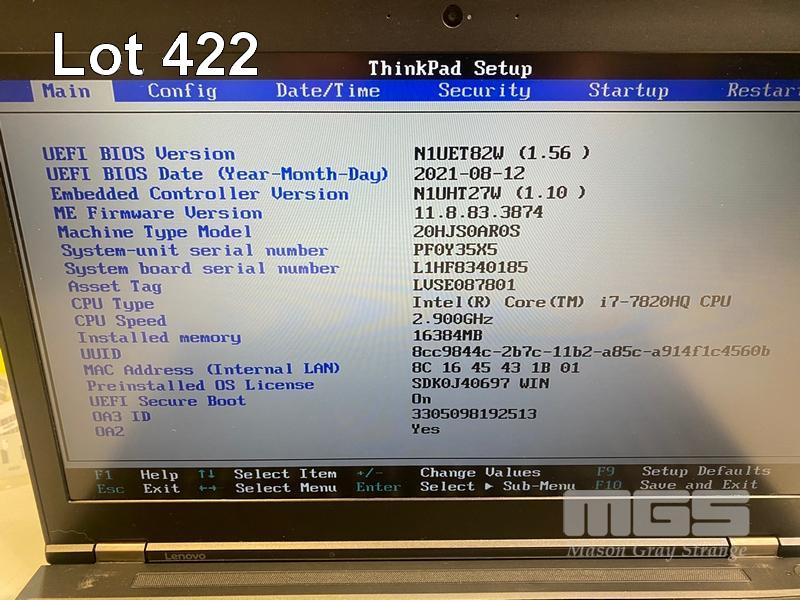 Lot 422
ThinkPad Setup
Main Config Date/Time Security Startup Restart
UEFI BIOS Version N1UET82W (1.56 )
UEFI BIOS Date (Year-Month-Day) 2021-08-12
Embedded Controller Version N1UHT27W (1.10 )
ME Firmware Version 11.8.83.3874
Machine Type Model 20HJS0AR0S
System-unit serial number PF0Y35X5
System board serial number L1HF8340185
Asset Tag LVSE087801
CPU Type Intel(R) Core(TM) i7-7820HQ CPU
CPU Speed 2.900GHz
Installed memory 16384MB
UUID 8cc9844c-2b7c-11b2-a85c-a914f1c4560b
MAC Address (Internal LAN) 8C 16 45 43 1B 01
Preinstalled OS License SDK0J40697 WIN
UEFI Secure Boot On
OA3 ID 3305098192513
OA2 Yes
F1 Help ↑↓ Select Item +/- Change Values F9 Setup Defaults
Esc Exit ←→ Select Menu Enter Select ▶ Sub-Menu F10 Save and Exit
MGS
Mason Gray Strange
Lenovo